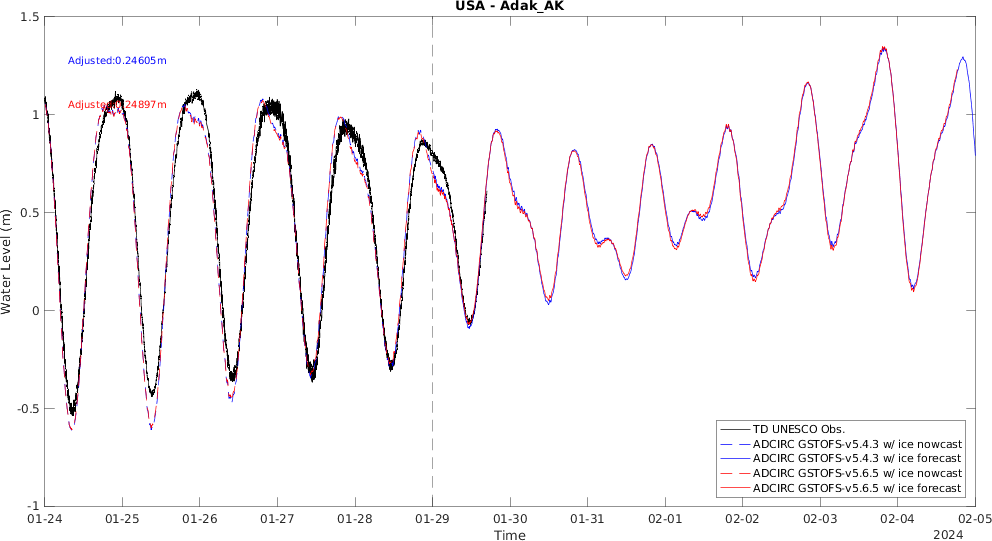 USA - Adak_AK
1.5
Adjusted:0.24605m
Adjusted:0.24897m
1
0.5
0
-0.5
-1
Water Level (m)
TD UNESCO Obs.
ADCIRC GSTOFS-v5.4.3 w/ ice nowcast
ADCIRC GSTOFS-v5.4.3 w/ ice forecast
ADCIRC GSTOFS-v5.6.5 w/ ice nowcast
ADCIRC GSTOFS-v5.6.5 w/ ice forecast
01-24 01-25 01-26 01-27 01-28 01-29 01-30 01-31 02-01 02-02 02-03 02-04 02-05
Time
2024